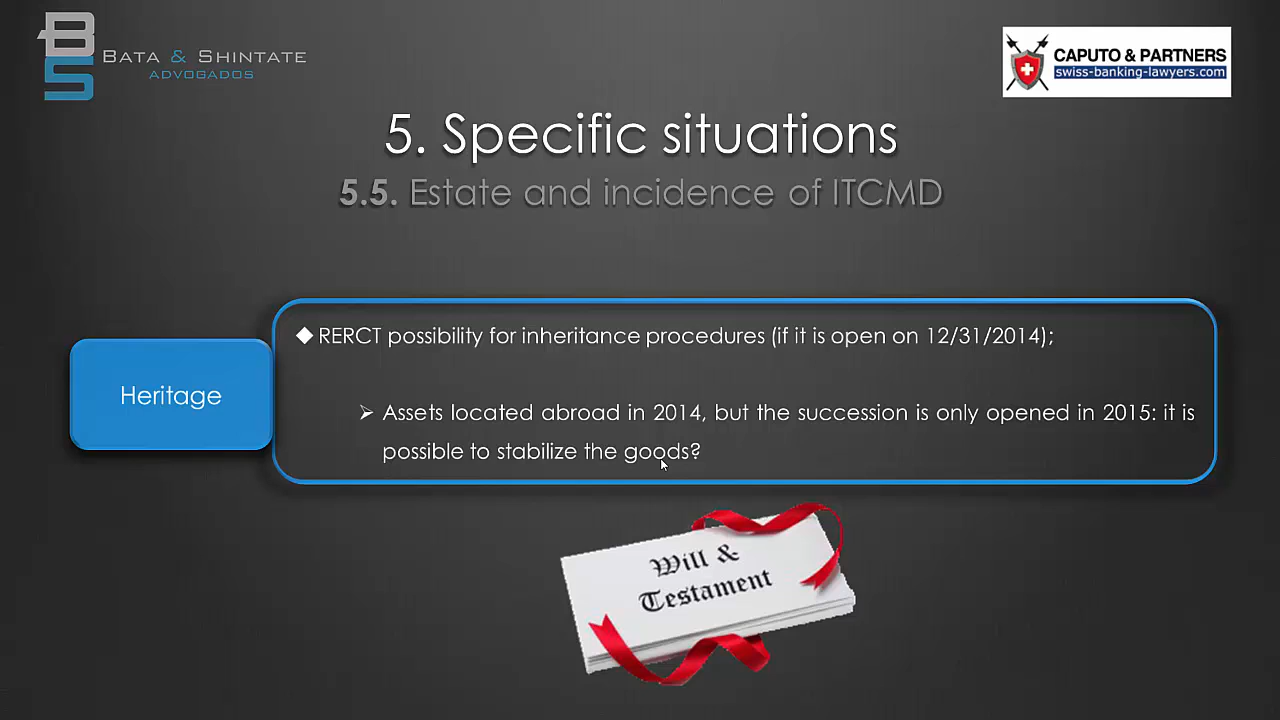 BS
BATA & SHINTATE
ADVOGADOS
CAPUTO & PARTNERS
swiss-banking-lawyers.com
5. Specific situations
5.5. Estate and incidence of ITCMD
Heritage
RERCT possibility for inheritance procedures (if it is open on 12/31/2014);
Assets located abroad in 2014, but the succession is only opened in 2015: it is
possible to stabilize the goods?
Will &
Testament